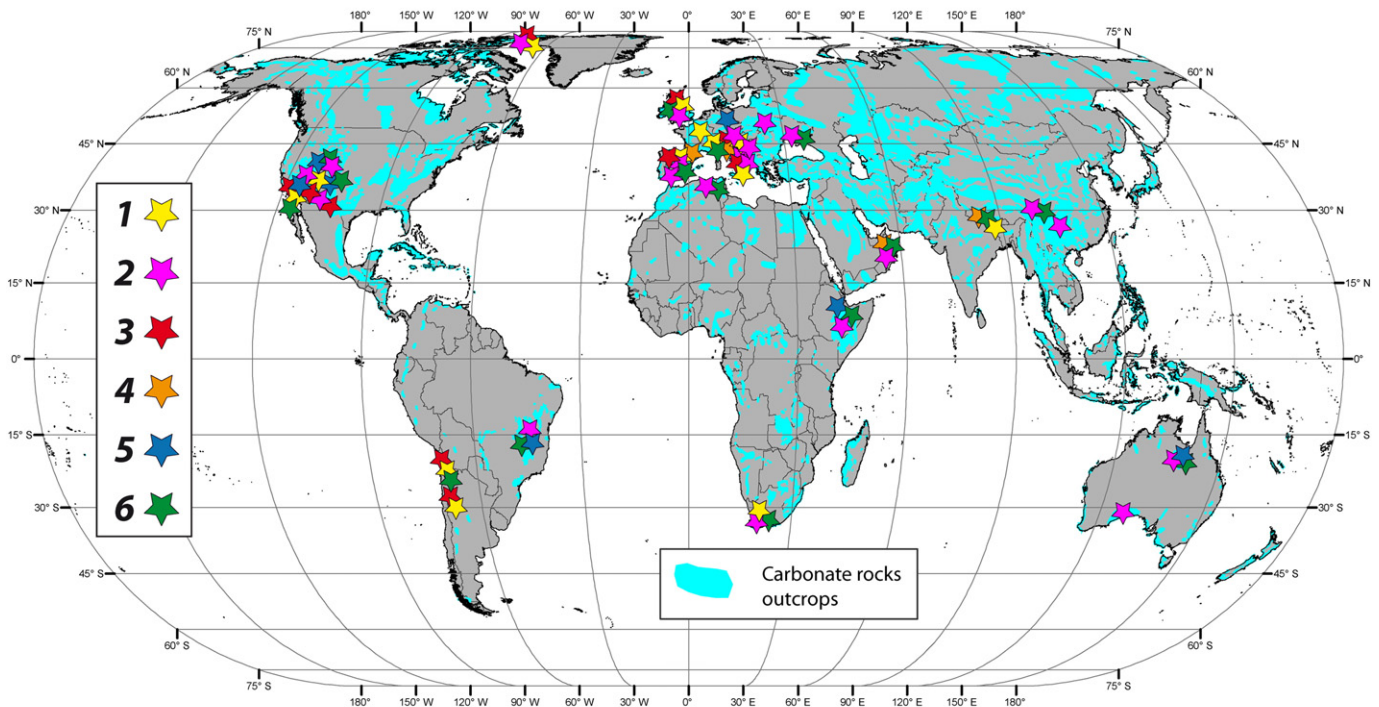 180° 150° W 120° W 90° W 60° W 30° W 0° 30° E 60° E 90° E 120° E 150° E 180°
75° N 75° N
60° N 60° N
45° N 45° N
30° N 30° N
15° N 15° N
0° 0°
15° S 15° S
30° S 30° S
45° S 45° S
60° S 60° S
75° S 75° S
1
2
3
4
5
6
Carbonate rocks
outcrops
180° 150° W 120° W 90° W 60° W 30° W 0° 30° E 60° E 90° E 120° E 150° E 180°